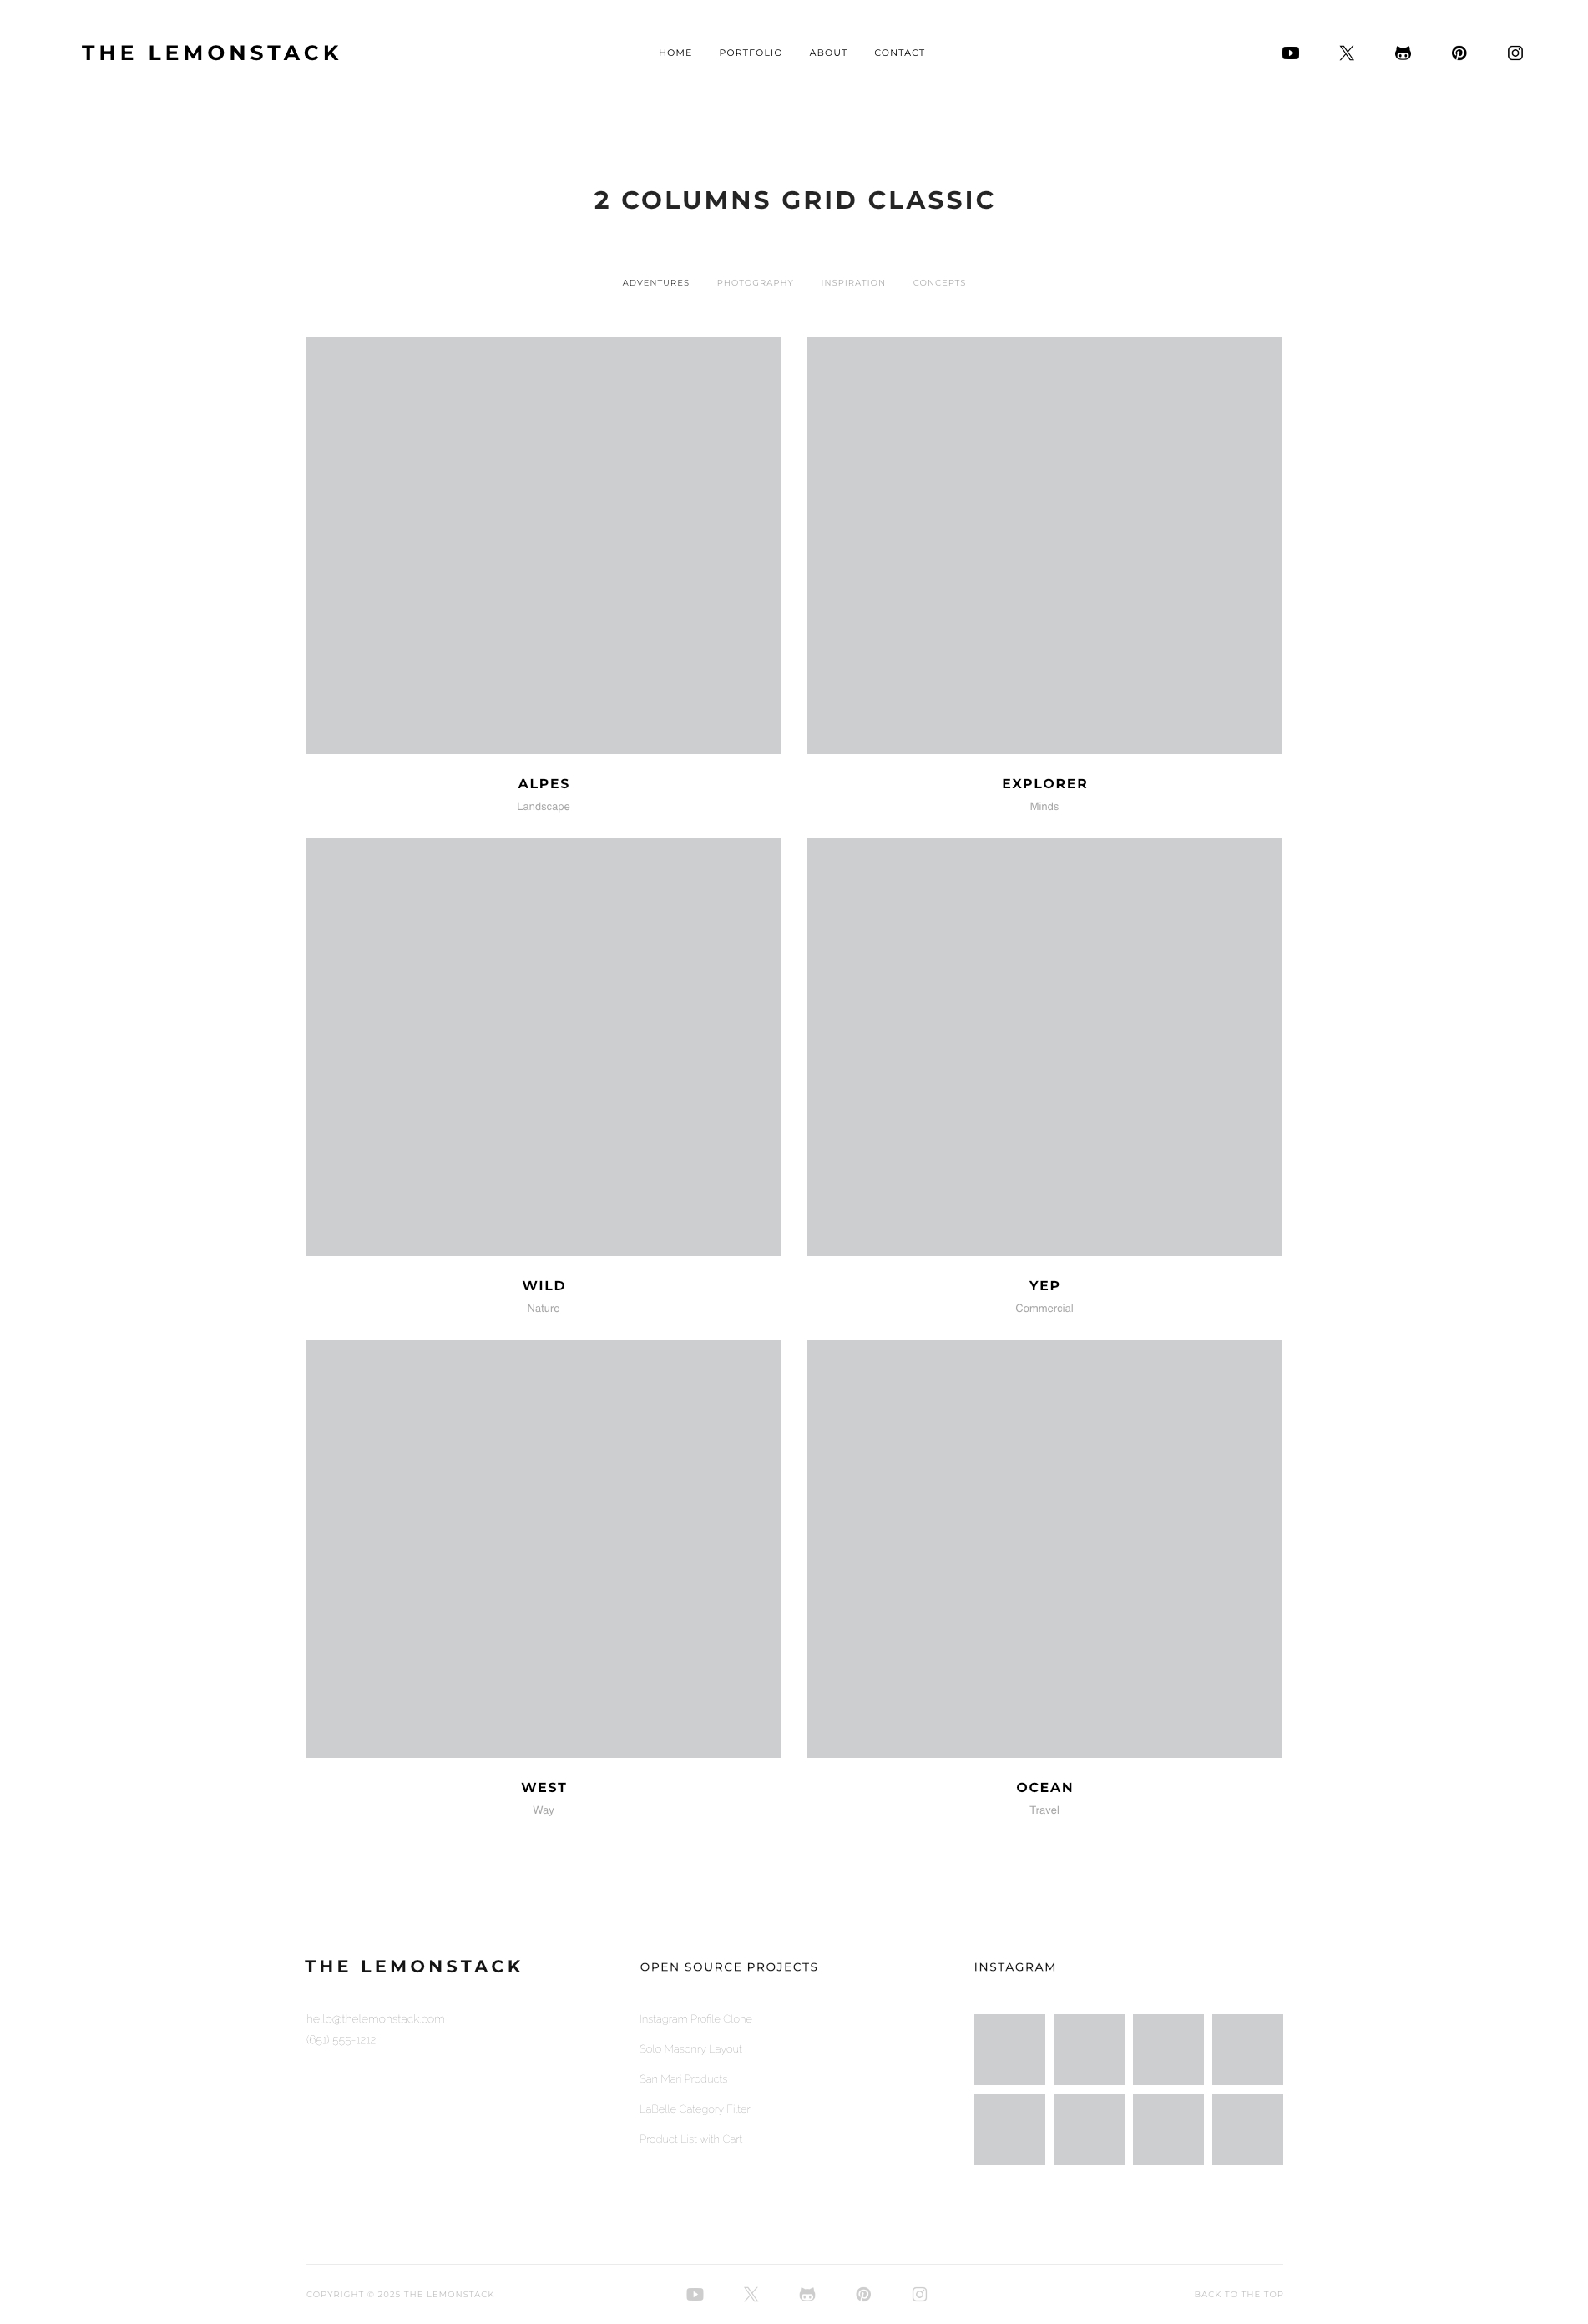 THE LEMONSTACK
HOME PORTFOLIO ABOUT CONTACT
2 COLUMNS GRID CLASSIC
ADVENTURES PHOTOGRAPHY INSPIRATION CONCEPTS
ALPES
Landscape
EXPLORER
Minds
WILD
Nature
YEP
Commercial
WEST
Way
OCEAN
Travel
THE LEMONSTACK
hello@thelemonstack.com
(651) 555-1212
OPEN SOURCE PROJECTS
Instagram Profile Clone
Solo Masonry Layout
San Man Products
LaBelle Category Filter
Product List with Cart
INSTAGRAM
COPYRIGHT © 2025 THE LEMONSTACK
BACK TO THE TOP